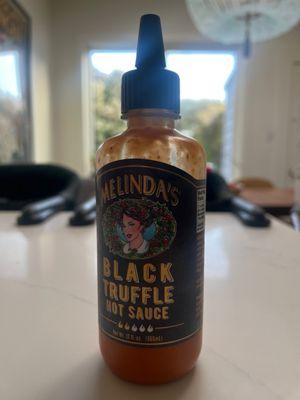 MELINDA'S
BLACK
TRUFFLE
HOT SAUCE